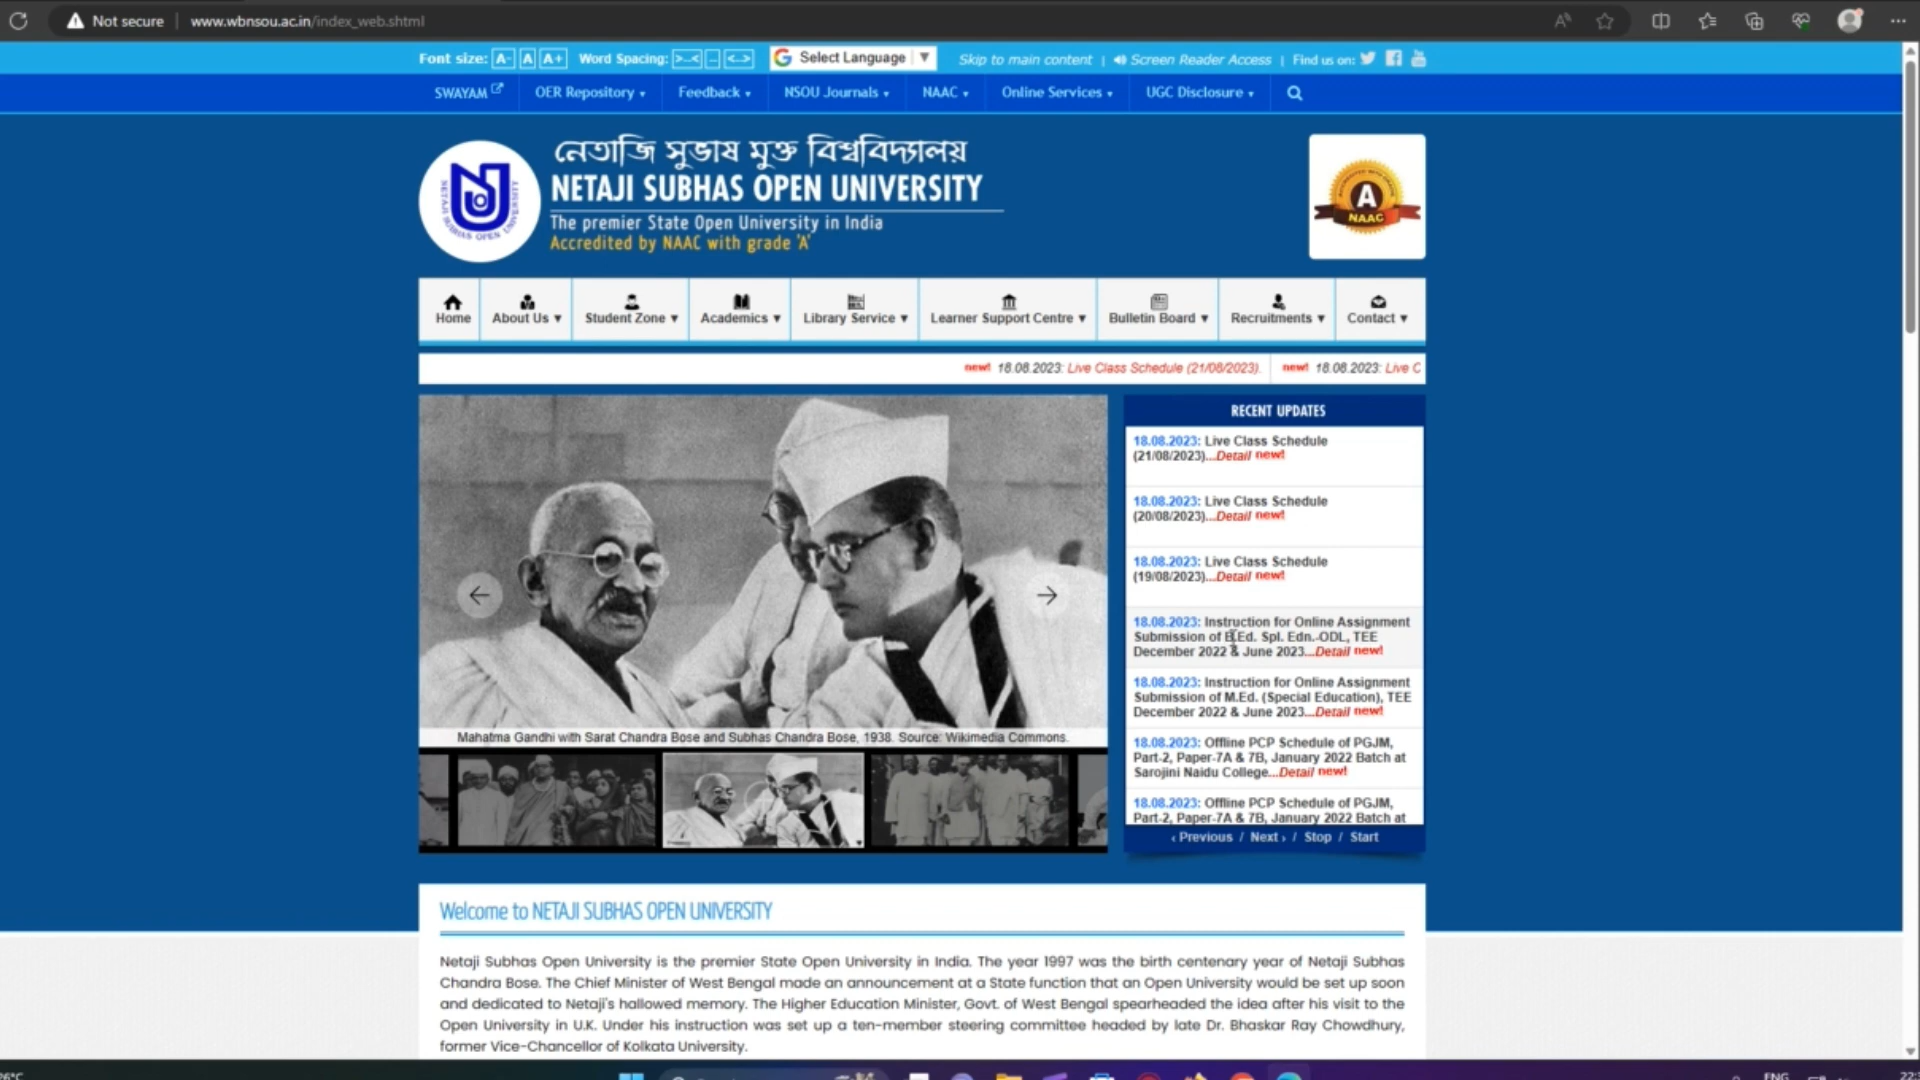 Not secure www.wbnsou.ac.in/index_web.shtml
Font size: A- A A+ Word Spacing: >..< .. <..> Select Language ▼ Skip to main content | Screen Reader Access | Find us on:
SWAYAM OER Repository ▾ Feedback ▾ NSOU Journals ▾ NAAC ▾ Online Services ▾ UGC Disclosure ▾
নেতাজি সুভাষ মুক্ত বিশ্ববিদ্যালয়
NETAJI SUBHAS OPEN UNIVERSITY
The premier State Open University in India
Accredited by NAAC with grade 'A'
NETAJI SUBHAS OPEN UNIVERSITY
A
NAAC
Home About Us ▼ Student Zone ▼ Academics ▼ Library Service ▼ Learner Support Centre ▼ Bulletin Board ▼ Recruitments ▼ Contact ▼
new! 18.08.2023: Live Class Schedule (21/08/2023). new! 18.08.2023: Live C
RECENT UPDATES
18.08.2023: Live Class Schedule
(21/08/2023)...Detail new!
18.08.2023: Live Class Schedule
(20/08/2023)...Detail new!
18.08.2023: Live Class Schedule
(19/08/2023)...Detail new!
18.08.2023: Instruction for Online Assignment
Submission of B.Ed. Spl. Edn.-ODL, TEE
December 2022 & June 2023...Detail new!
18.08.2023: Instruction for Online Assignment
Submission of M.Ed. (Special Education), TEE
December 2022 & June 2023...Detail new!
18.08.2023: Offline PCP Schedule of PGJM,
Part-2, Paper-7A & 7B, January 2022 Batch at
Sarojini Naidu College...Detail new!
18.08.2023: Offline PCP Schedule of PGJM,
Part-2, Paper-7A & 7B, January 2022 Batch at
‹ Previous / Next › / Stop / Start
Mahatma Gandhi with Sarat Chandra Bose and Subhas Chandra Bose, 1938. Source: Wikimedia Commons.
Welcome to NETAJI SUBHAS OPEN UNIVERSITY
Netaji Subhas Open University is the premier State Open University in India. The year 1997 was the birth centenary year of Netaji Subhas
Chandra Bose. The Chief Minister of West Bengal made an announcement at a State function that an Open University would be set up soon
and dedicated to Netaji's hallowed memory. The Higher Education Minister, Govt. of West Bengal spearheaded the idea after his visit to the
Open University in U.K. Under his instruction was set up a ten-member steering committee headed by late Dr. Bhaskar Ray Chowdhury,
former Vice-Chancellor of Kolkata University.
26°C ENG